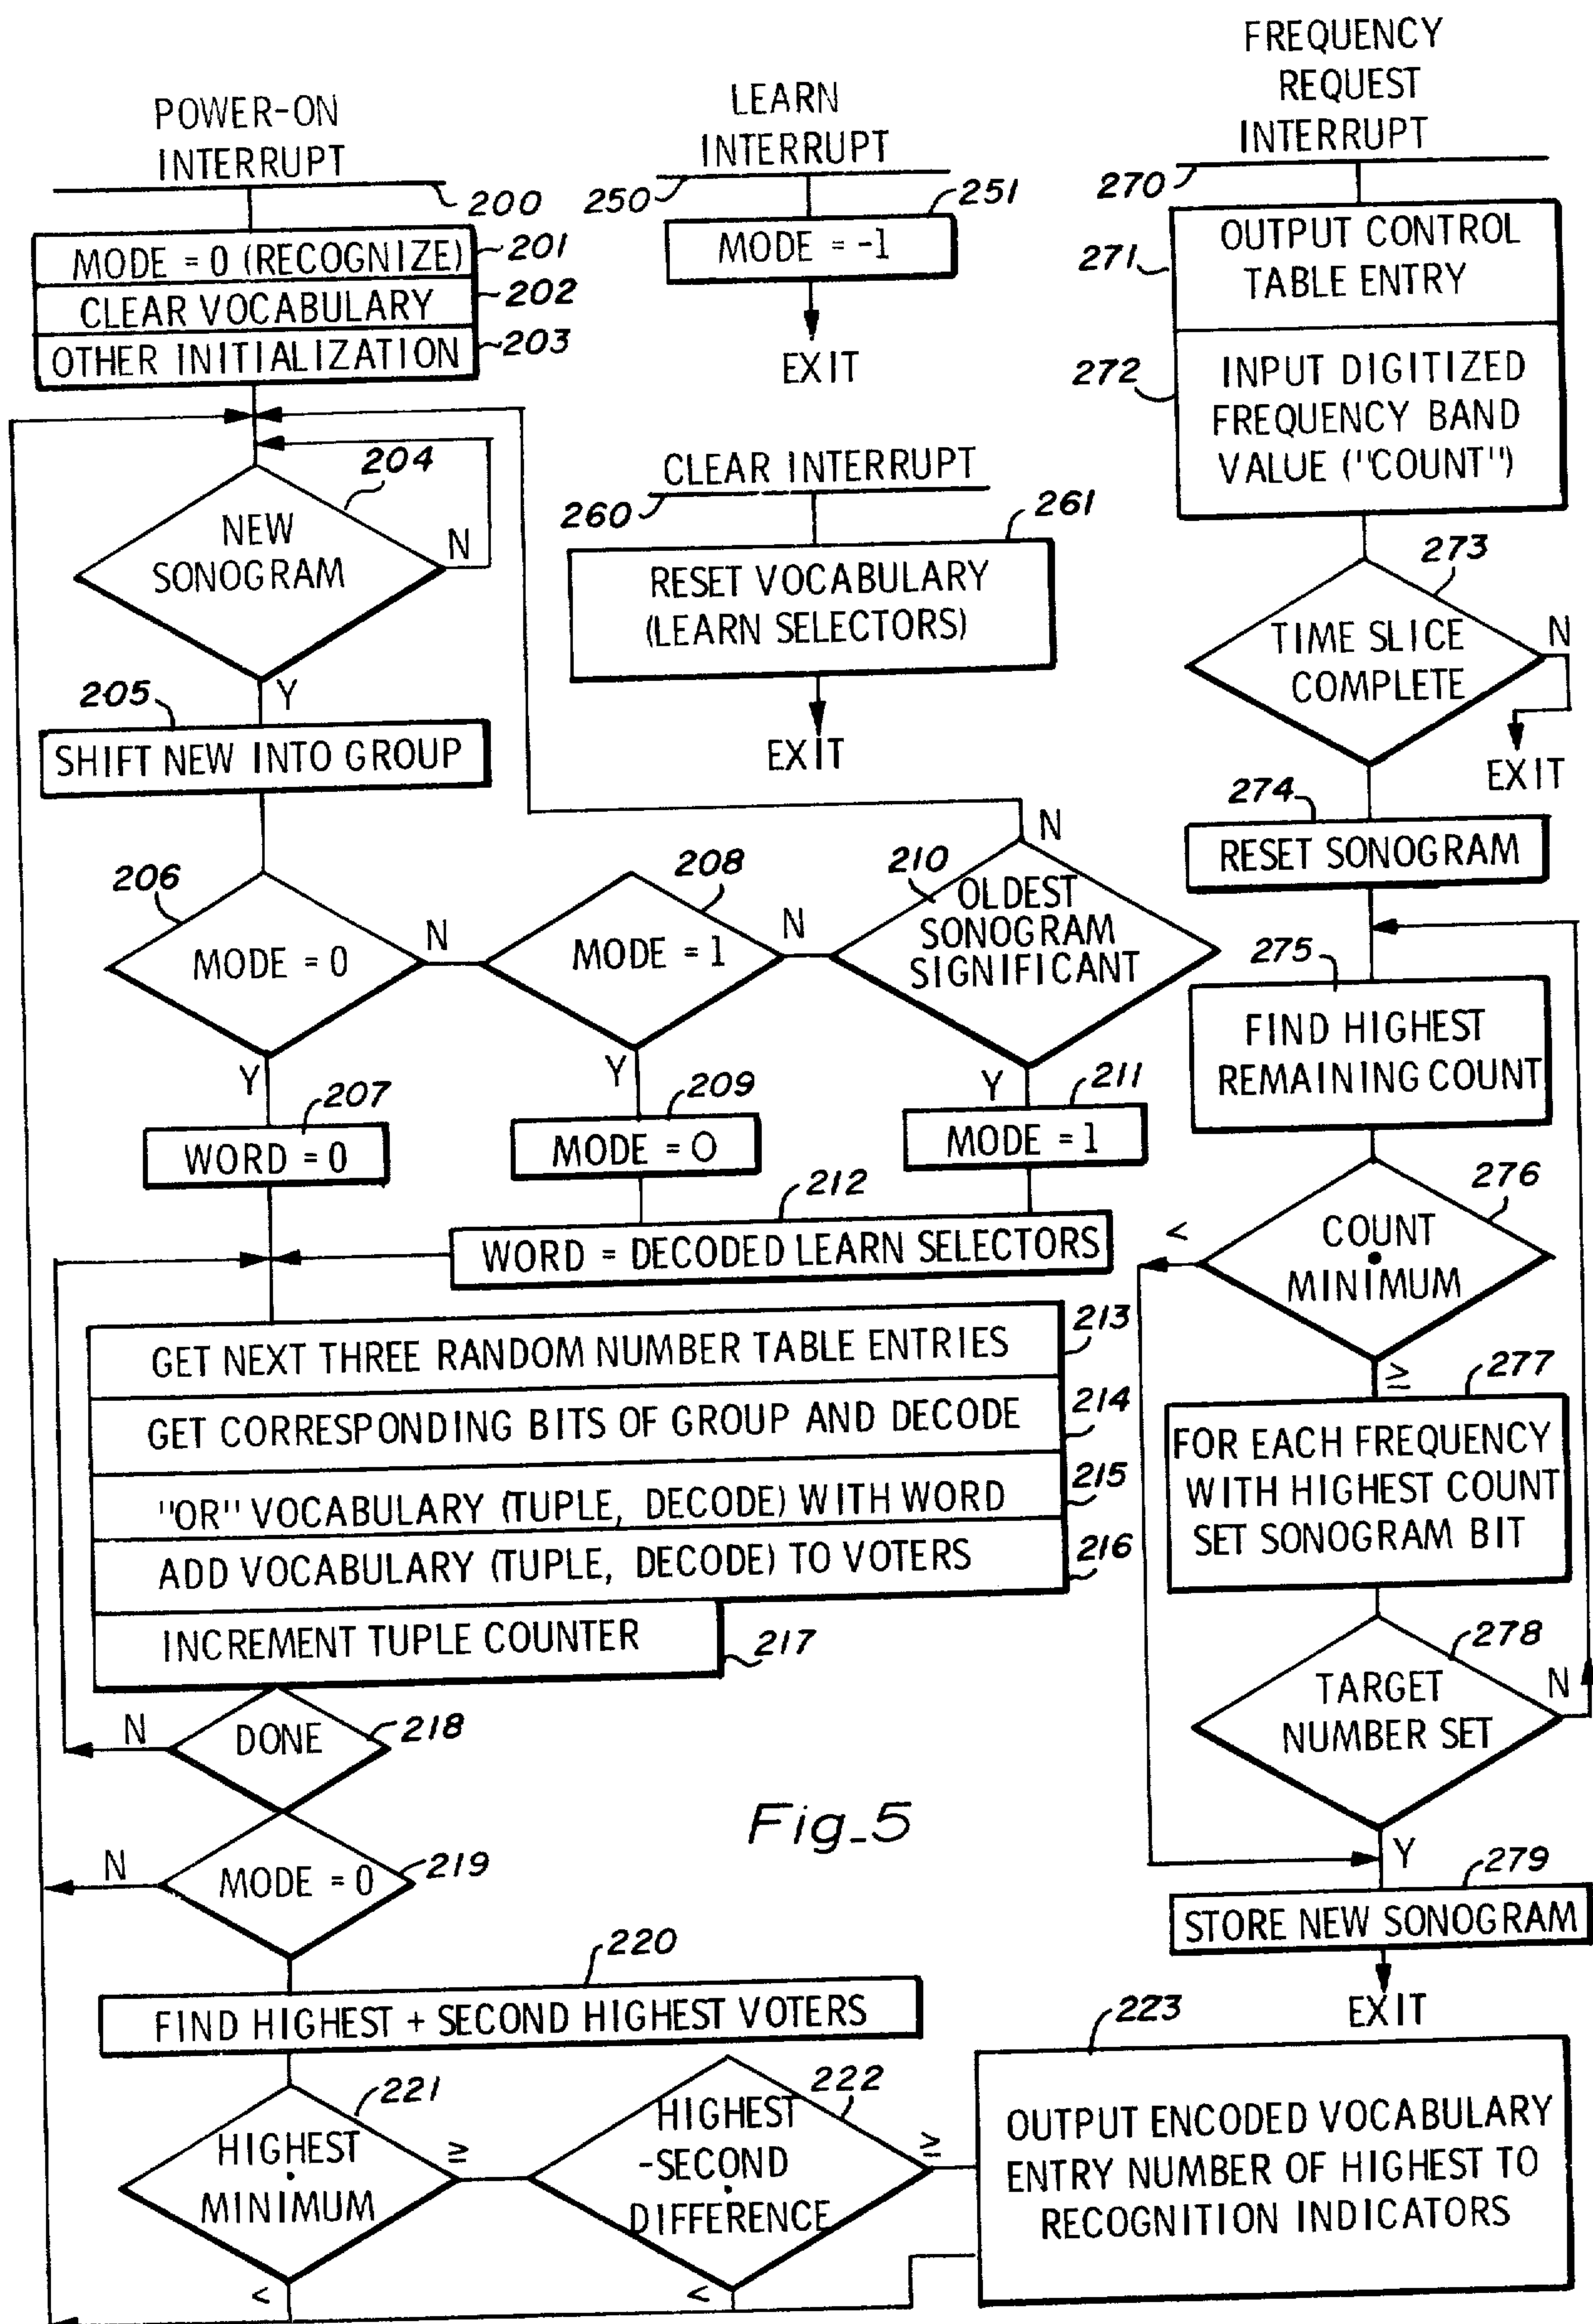 POWER-ON
INTERRUPT
200
MODE = 0 (RECOGNIZE)
201
CLEAR VOCABULARY
202
OTHER INITIALIZATION
203
NEW
SONOGRAM
204
N
Y
205
SHIFT NEW INTO GROUP
206
MODE = 0
N
Y
207
WORD = 0
208
MODE = 1
N
Y
209
MODE = 0
210
OLDEST
SONOGRAM
SIGNIFICANT
N
Y
211
MODE = 1
212
WORD = DECODED LEARN SELECTORS
GET NEXT THREE RANDOM NUMBER TABLE ENTRIES
213
GET CORRESPONDING BITS OF GROUP AND DECODE
214
"OR" VOCABULARY (TUPLE, DECODE) WITH WORD
215
ADD VOCABULARY (TUPLE, DECODE) TO VOTERS
216
INCREMENT TUPLE COUNTER
217
N
DONE
218
N
MODE = 0
219
220
FIND HIGHEST + SECOND HIGHEST VOTERS
221
HIGHEST
:
MINIMUM
≥
<
222
HIGHEST
-SECOND
:
DIFFERENCE
≥
<
223
OUTPUT ENCODED VOCABULARY
ENTRY NUMBER OF HIGHEST TO
RECOGNITION INDICATORS
LEARN
INTERRUPT
250
251
MODE = -1
EXIT
CLEAR INTERRUPT
260
261
RESET VOCABULARY
(LEARN SELECTORS)
EXIT
FREQUENCY
REQUEST
INTERRUPT
270
271
OUTPUT CONTROL
TABLE ENTRY
272
INPUT DIGITIZED
FREQUENCY BAND
VALUE ("COUNT")
273
TIME SLICE
COMPLETE
N
EXIT
274
RESET SONOGRAM
275
FIND HIGHEST
REMAINING COUNT
276
COUNT
:
MINIMUM
<
≥
277
FOR EACH FREQUENCY
WITH HIGHEST COUNT
SET SONOGRAM BIT
278
TARGET
NUMBER SET
N
Y
279
STORE NEW SONOGRAM
EXIT
Fig_5